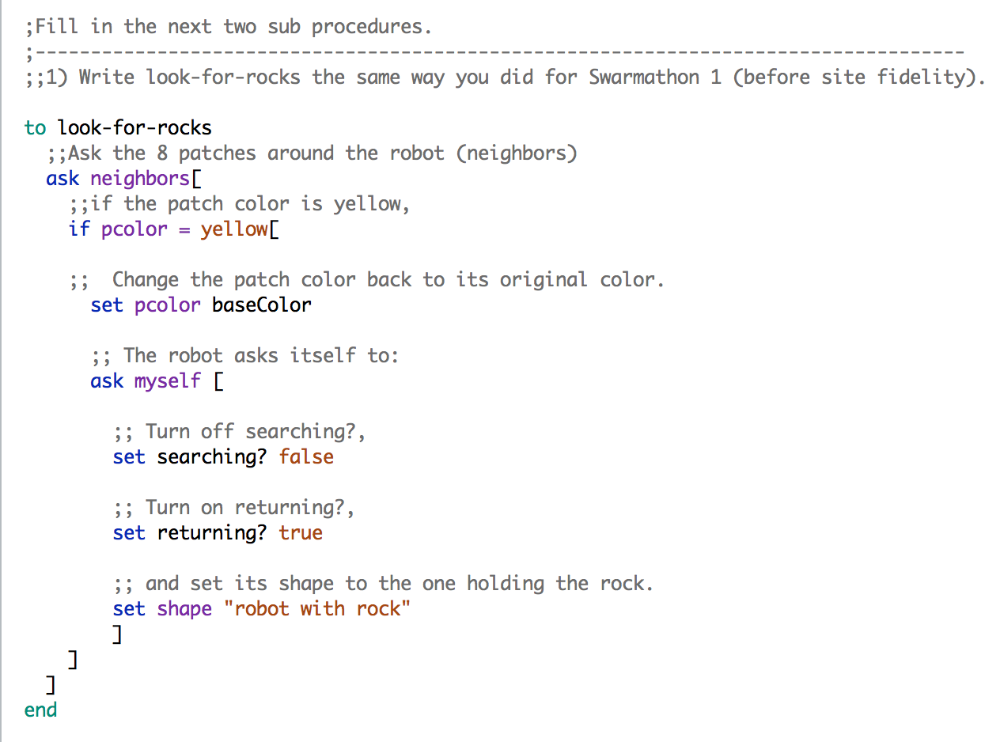 ;Fill in the next two sub procedures.
;------------------------------------------------------------------------------------
;;1) Write look-for-rocks the same way you did for Swarmathon 1 (before site fidelity).
to look-for-rocks
;;Ask the 8 patches around the robot (neighbors)
ask neighbors[
;;if the patch color is yellow,
if pcolor = yellow[
;;  Change the patch color back to its original color.
set pcolor baseColor
;; The robot asks itself to:
ask myself [
;; Turn off searching?,
set searching? false
;; Turn on returning?,
set returning? true
;; and set its shape to the one holding the rock.
set shape "robot with rock"
]
]
]
end